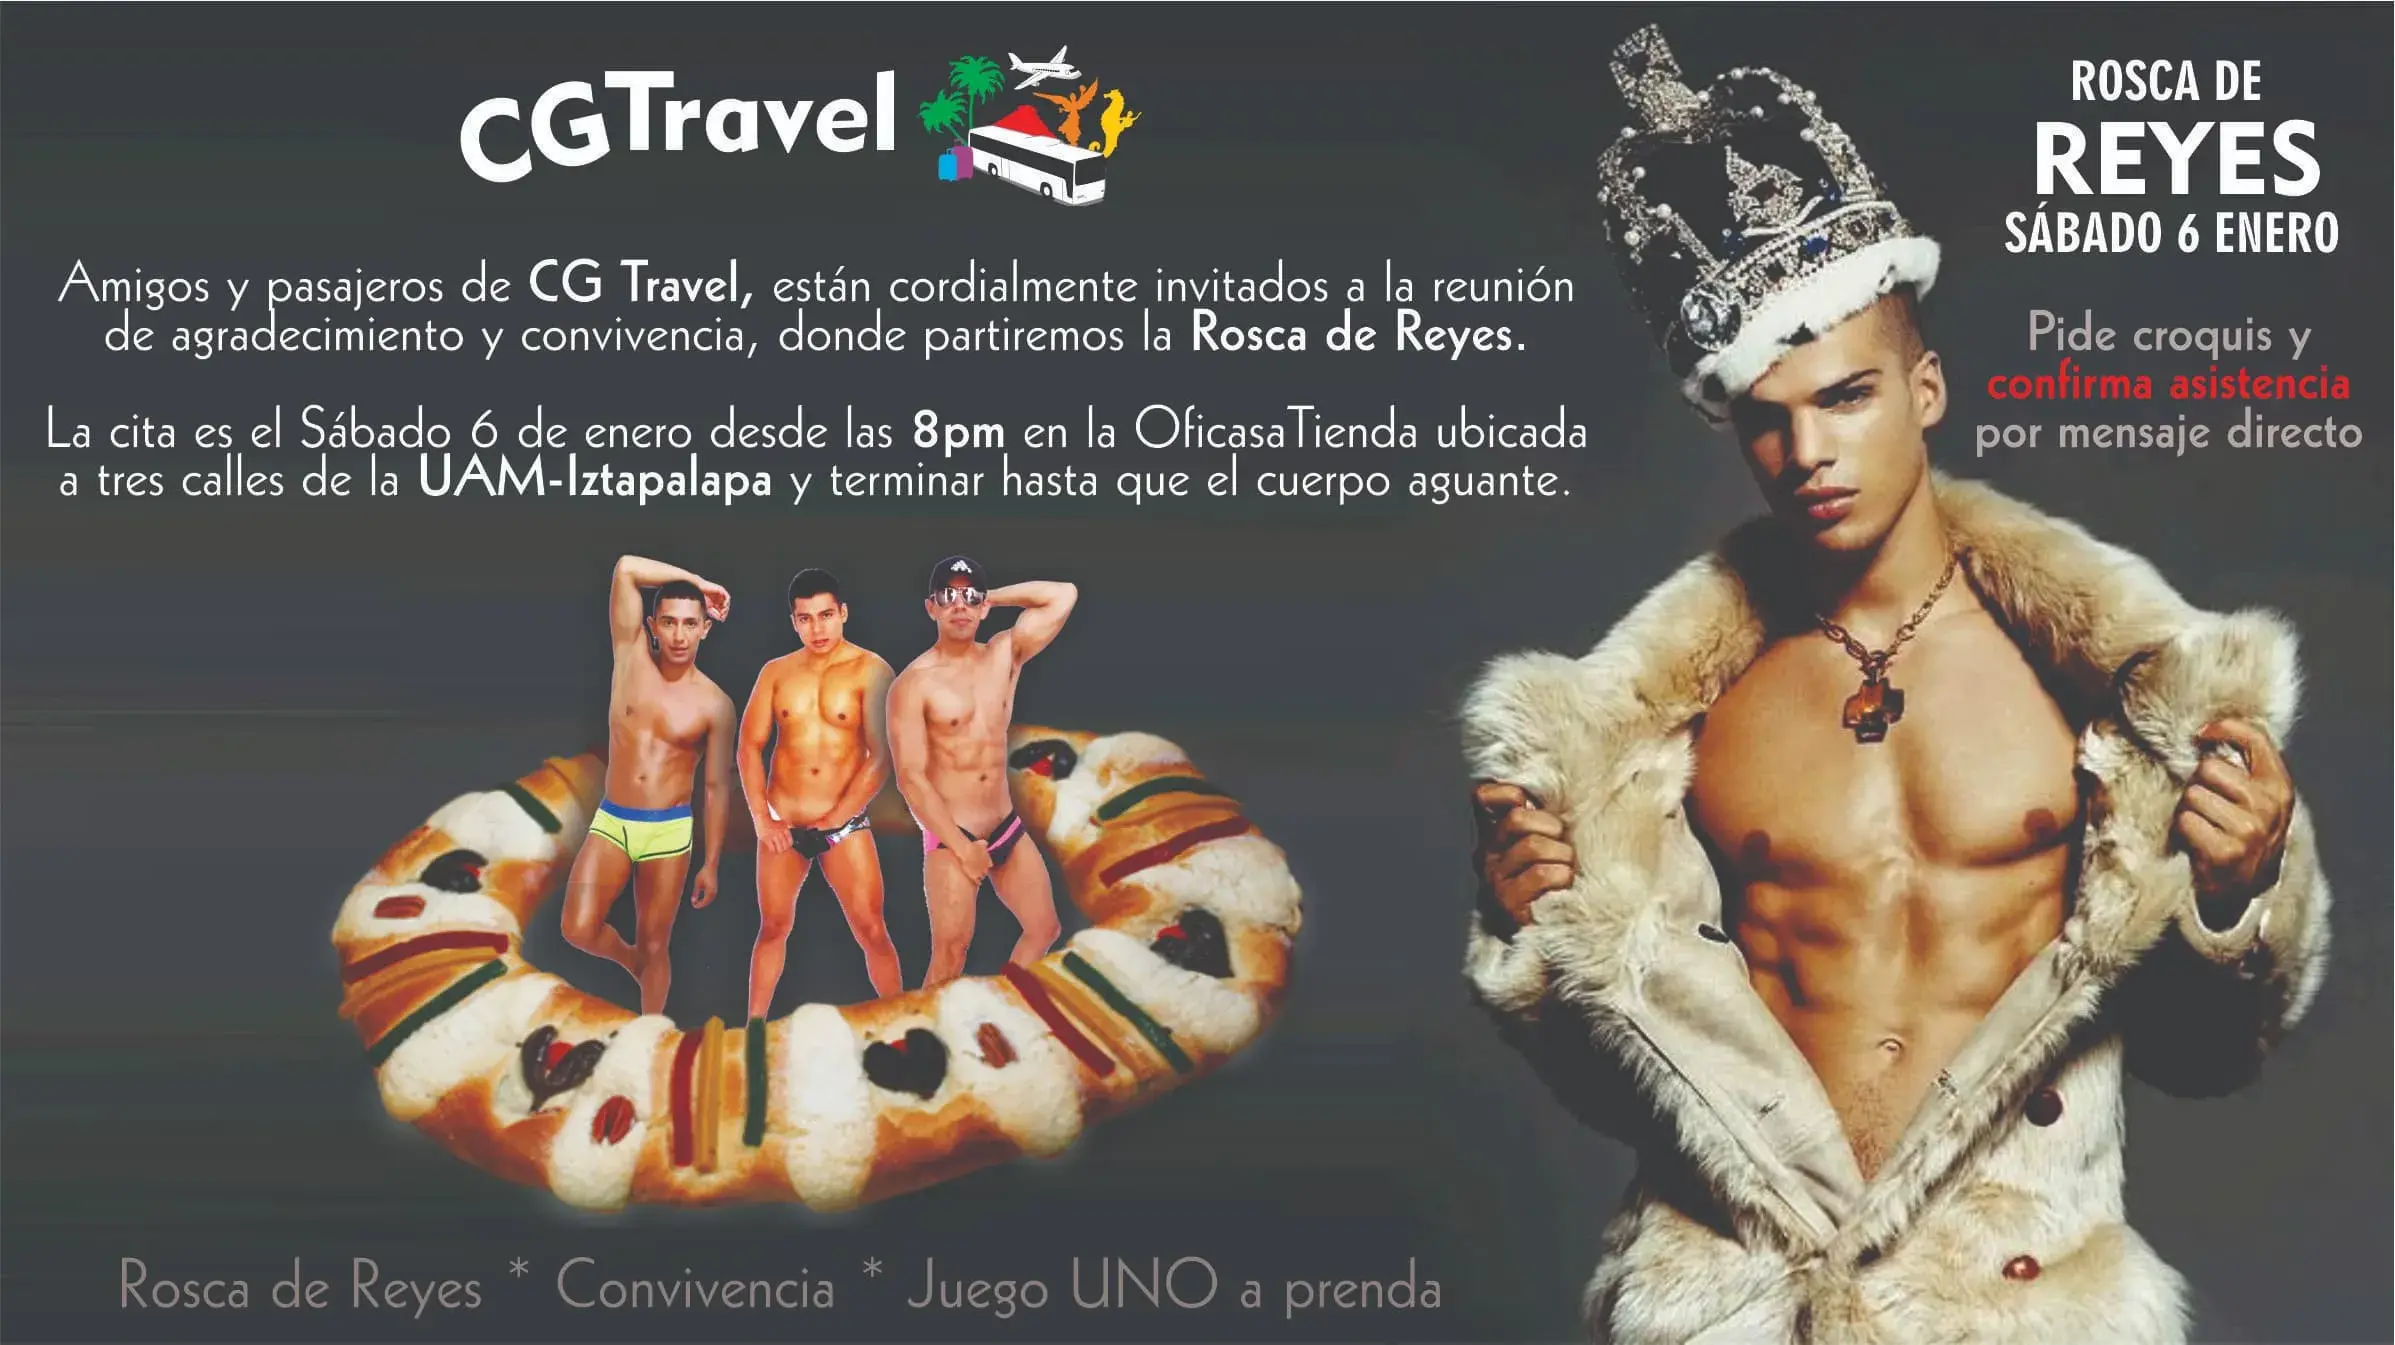 CGTravel
Amigos y pasajeros de CG Travel, están cordialmente invitados a la reunión
de agradecimiento y convivencia, donde partiremos la Rosca de Reyes.
La cita es el Sábado 6 de enero desde las 8pm en la OficasaTienda ubicada
a tres calles de la UAM-Iztapalapa y terminar hasta que el cuerpo aguante.
ROSCA DE
REYES
SÁBADO 6 ENERO
Pide croquis y
confirma asistencia
por mensaje directo
Rosca de Reyes * Convivencia * Juego UNO a prenda